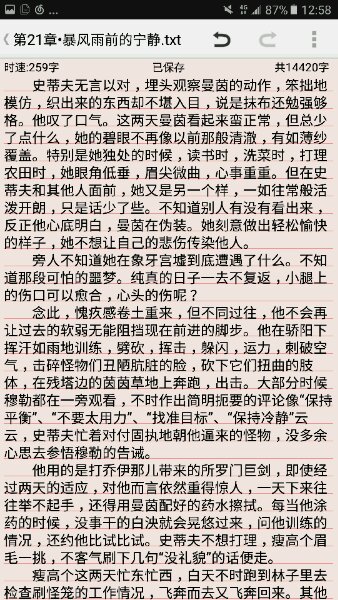 4G 87% 12:58
第21章•暴风雨前的宁静.txt
时速:259字 已保存 共14420字
史蒂夫无言以对，埋头观察曼茵的动作，笨拙地
模仿，织出来的东西却不堪入目，说是抹布还勉强够
格。他叹了口气。这两天曼茵看起来蛮正常，但总少
了点什么，她的碧眼不再像以前那般清澈，有如薄纱
覆盖。特别是她独处的时候，读书时，洗菜时，打理
农田时，她眼角低垂，眉尖微曲，心事重重。但在史
蒂夫和其他人面前，她又是另一个样，一如往常般活
泼开朗，只是话少了些。不知道别人有没有看出来，
反正他心底明白，曼茵在伪装。她刻意做出轻松愉快
的样子，她不想让自己的悲伤传染他人。
旁人不知道她在象牙宫墟到底遭遇了什么。不知
道那段可怕的噩梦。纯真的日子一去不复返，小腿上
的伤口可以愈合，心头的伤呢？
念此，愧疚感卷土重来，但不同过往，他不会再
让过去的软弱无能阻挡现在前进的脚步。他在骄阳下
挥汗如雨地训练，劈砍，挥击，躲闪，运力，刺破空
气，击碎怪物们丑陋肮脏的脸，砍下它们扭曲的肢
体，在残塔边的茵茵草地上奔跑，出击。大部分时候
穆勒都在一旁观看，不时作出简明扼要的评论像“保持
平衡”、“不要太用力”、“找准目标”、“保持冷静”云
云，史蒂夫忙着对付固执地朝他逼来的怪物，没多余
心思去参悟穆勒的告诫。
他用的是打乔伊那儿带来的所罗门巨剑，即使经
过两天的适应，对他而言依然重得惊人，一天下来往
往举不起手，还得用曼茵配好的药水擦拭。每当他涂
药的时候，没事干的白泱就会晃悠过来，问他训练的
情况，还约他比试比试。史蒂夫不想打理，瘦高个眉
毛一挑，不客气刷下几句“没礼貌”的话便走。
瘦高个这两天忙东忙西，白天不时跑到林子里去
检查刷怪笼的工作情况，飞奔而去又飞奔回来。其他